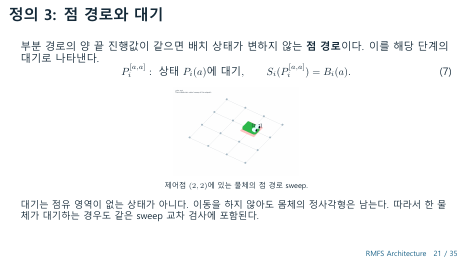 정의 3: 점 경로와 대기
부분 경로의 양 끝 진행값이 같으면 배치 상태가 변하지 않는 점 경로이다. 이를 해당 단계의
대기로 나타낸다.
P_i^{[a,a]} : 상태 P_i(a)에 대기, S_i(P_i^{[a,a]}) = B_i(a). (7)
제어점 (2, 2)에 있는 물체의 점 경로 sweep.
대기는 점유 영역이 없는 상태가 아니다. 이동을 하지 않아도 몸체의 정사각형은 남는다. 따라서 한 물
체가 대기하는 경우도 같은 sweep 교차 검사에 포함된다.
RMFS Architecture 21 / 35